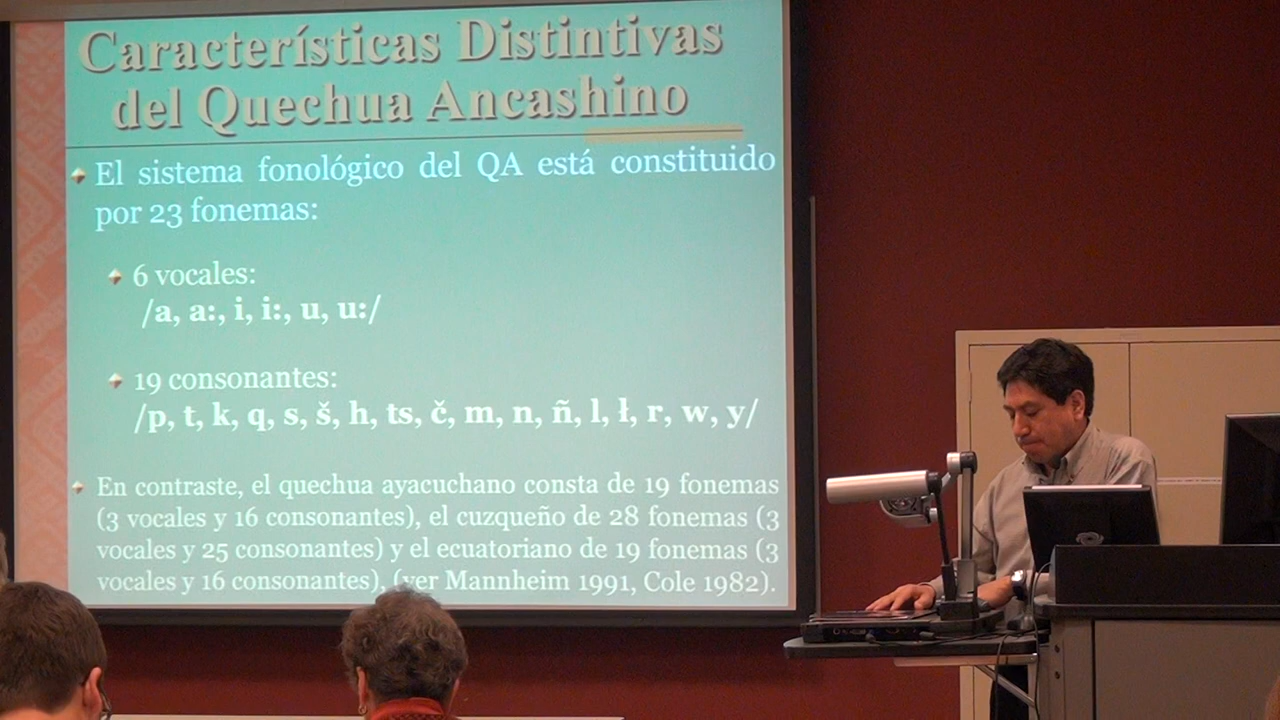 Características Distintivas
del Quechua Ancashino
El sistema fonológico del QA está constituido
por 23 fonemas:
6 vocales:
/a, a:, i, i:, u, u:/
19 consonantes:
/p, t, k, q, s, š, h, ts, č, m, n, ñ, l, ł, r, w, y/
En contraste, el quechua ayacuchano consta de 19 fonemas
(3 vocales y 16 consonantes), el cuzqueño de 28 fonemas (3
vocales y 25 consonantes) y el ecuatoriano de 19 fonemas (3
vocales y 16 consonantes), (ver Mannheim 1991, Cole 1982).